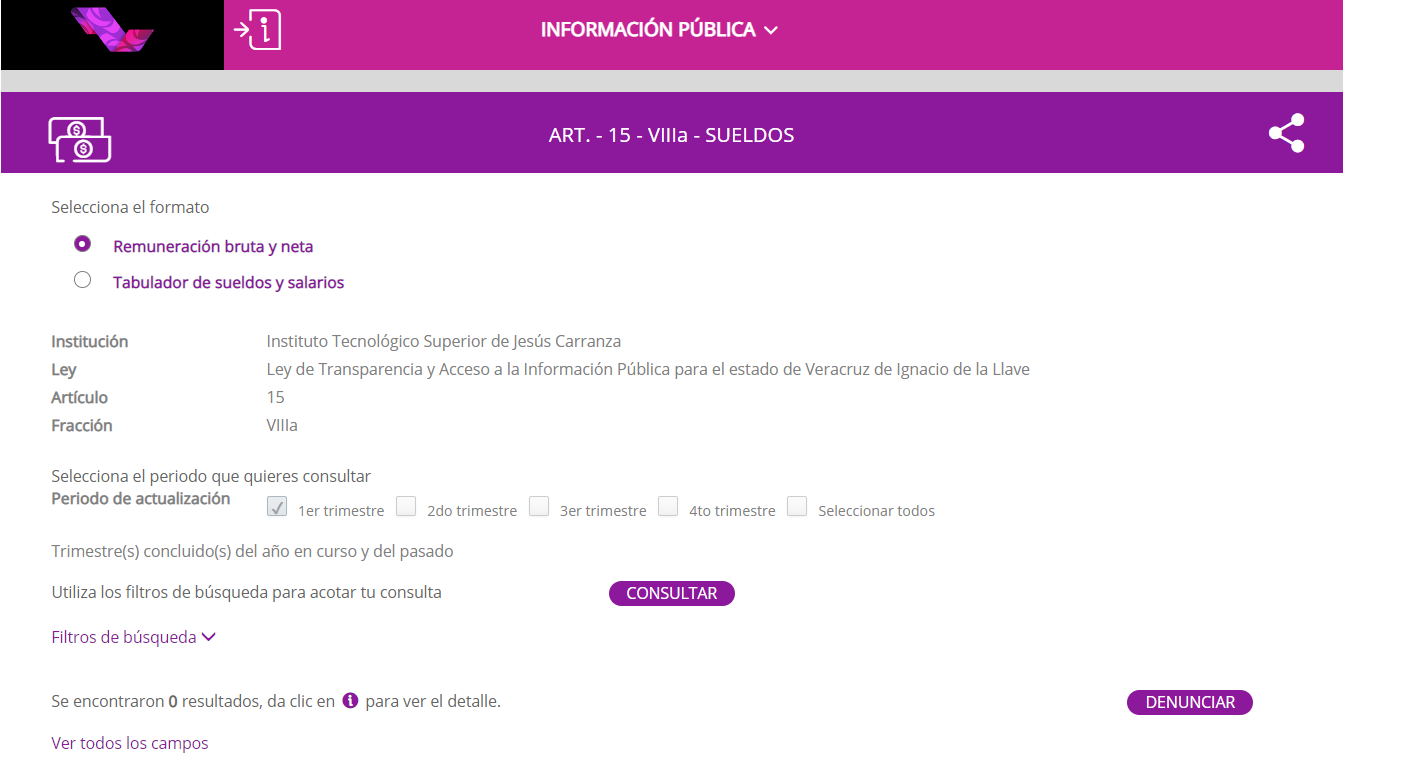 INFORMACIÓN PÚBLICA
ART. - 15 - VIIIa - SUELDOS
Selecciona el formato
Remuneración bruta y neta
Tabulador de sueldos y salarios
Institución Instituto Tecnológico Superior de Jesús Carranza
Ley Ley de Transparencia y Acceso a la Información Pública para el estado de Veracruz de Ignacio de la Llave
Artículo 15
Fracción VIIIa
Selecciona el periodo que quieres consultar
Periodo de actualización 1er trimestre 2do trimestre 3er trimestre 4to trimestre Seleccionar todos
Trimestre(s) concluido(s) del año en curso y del pasado
Utiliza los filtros de búsqueda para acotar tu consulta CONSULTAR
Filtros de búsqueda
Se encontraron 0 resultados, da clic en i para ver el detalle. DENUNCIAR
Ver todos los campos